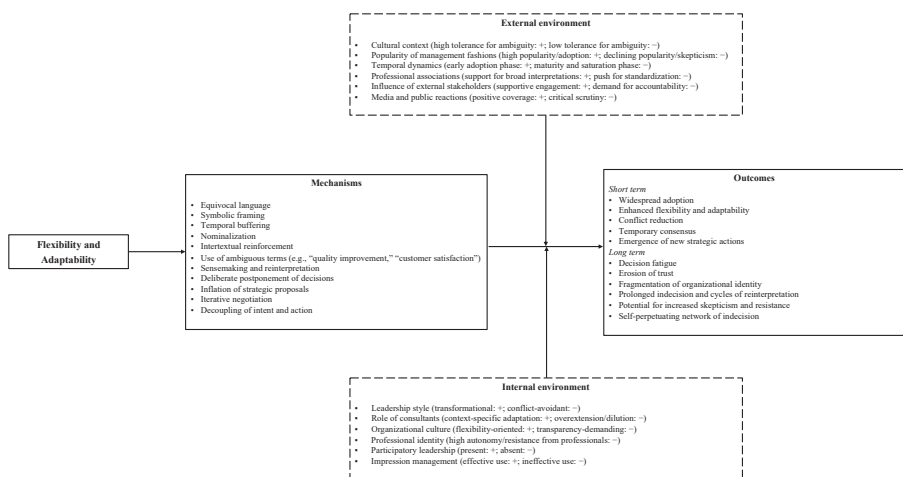 External environment
• Cultural context (high tolerance for ambiguity: +; low tolerance for ambiguity: −)
• Popularity of management fashions (high popularity/adoption: +; declining popularity/skepticism: −)
• Temporal dynamics (early adoption phase: +; maturity and saturation phase: −)
• Professional associations (support for broad interpretations: +; push for standardization: −)
• Influence of external stakeholders (supportive engagement: +; demand for accountability: −)
• Media and public reactions (positive coverage: +; critical scrutiny: −)
Flexibility and
Adaptability
Mechanisms
• Equivocal language
• Symbolic framing
• Temporal buffering
• Nominalization
• Intertextual reinforcement
• Use of ambiguous terms (e.g., “quality improvement,” “customer satisfaction”)
• Sensemaking and reinterpretation
• Deliberate postponement of decisions
• Inflation of strategic proposals
• Iterative negotiation
• Decoupling of intent and action
Outcomes
Short term
• Widespread adoption
• Enhanced flexibility and adaptability
• Conflict reduction
• Temporary consensus
• Emergence of new strategic actions
Long term
• Decision fatigue
• Erosion of trust
• Fragmentation of organizational identity
• Prolonged indecision and cycles of reinterpretation
• Potential for increased skepticism and resistance
• Self-perpetuating network of indecision
Internal environment
• Leadership style (transformational: +; conflict-avoidant: −)
• Role of consultants (context-specific adaptation: +; overextension/dilution: −)
• Organizational culture (flexibility-oriented: +; transparency-demanding: −)
• Professional identity (high autonomy/resistance from professionals: −)
• Participatory leadership (present: +; absent: −)
• Impression management (effective use: +; ineffective use: −)